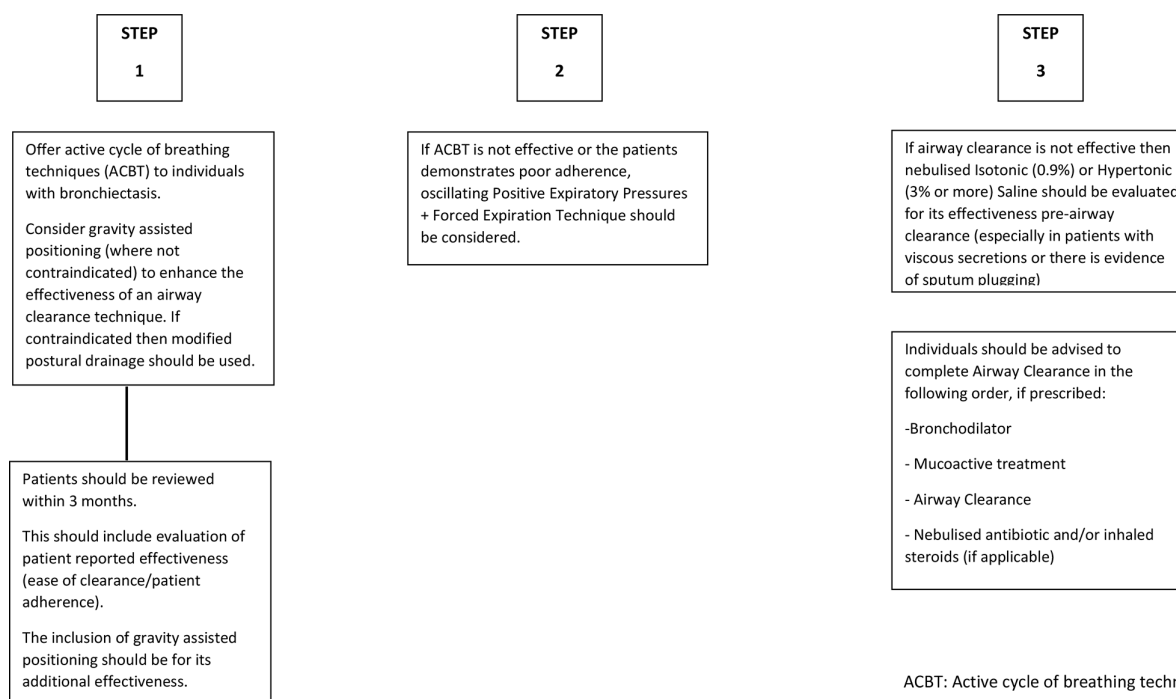 STEP
1
Offer active cycle of breathing
techniques (ACBT) to individuals
with bronchiectasis.
Consider gravity assisted
positioning (where not
contraindicated) to enhance the
effectiveness of an airway
clearance technique. If
contraindicated then modified
postural drainage should be used.
Patients should be reviewed
within 3 months.
This should include evaluation of
patient reported effectiveness
(ease of clearance/patient
adherence).
The inclusion of gravity assisted
positioning should be for its
additional effectiveness.
STEP
2
If ACBT is not effective or the patients
demonstrates poor adherence,
oscillating Positive Expiratory Pressures
+ Forced Expiration Technique should
be considered.
STEP
3
If airway clearance is not effective then
nebulised Isotonic (0.9%) or Hypertonic
(3% or more) Saline should be evaluated
for its effectiveness pre-airway
clearance (especially in patients with
viscous secretions or there is evidence
of sputum plugging)
Individuals should be advised to
complete Airway Clearance in the
following order, if prescribed:
-Bronchodilator
- Mucoactive treatment
- Airway Clearance
- Nebulised antibiotic and/or inhaled
steroids (if applicable)
ACBT: Active cycle of breathing